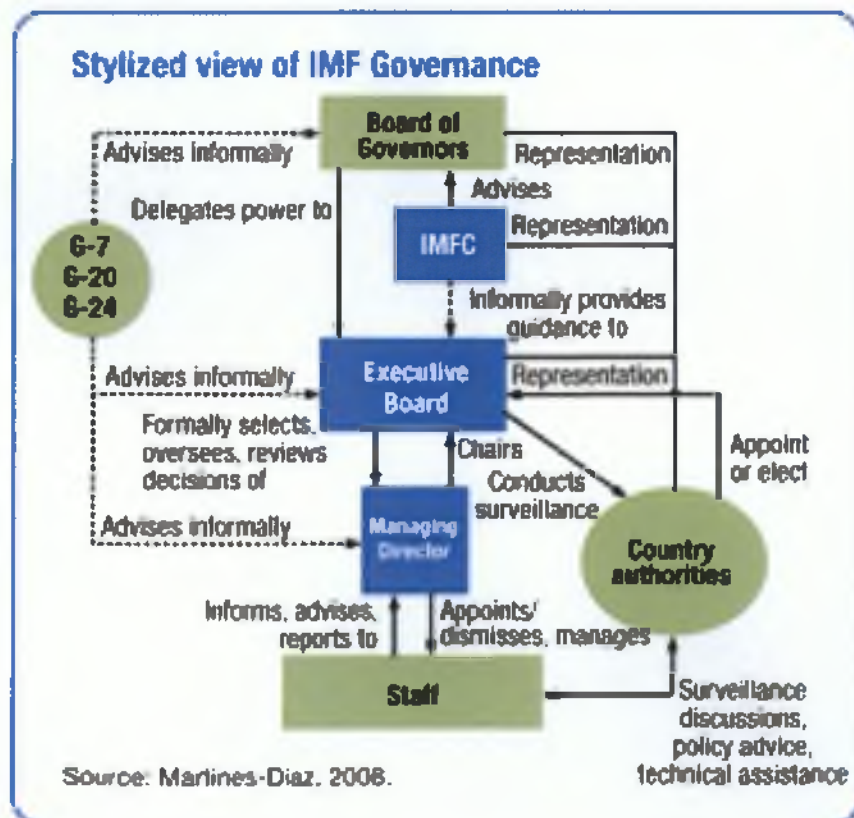 Stylized view of IMF Governance
Board of
Governors
Advises informally
Representation
Advises
Delegates power to
IMFC
Representation
G-7
G-20
G-24
Informally provides
guidance to
Advises informally
Executive
Board
Representation
Formally selects,
oversees, reviews
decisions of
Chairs
Appoint
or elect
Conducts
surveillance
Advises informally
Managing
Director
Country
authorities
Informs, advises,
reports to
Appoints/
dismisses, manages
Staff
Surveillance
discussions,
policy advice,
technical assistance
Source: Martines-Diaz, 2008.